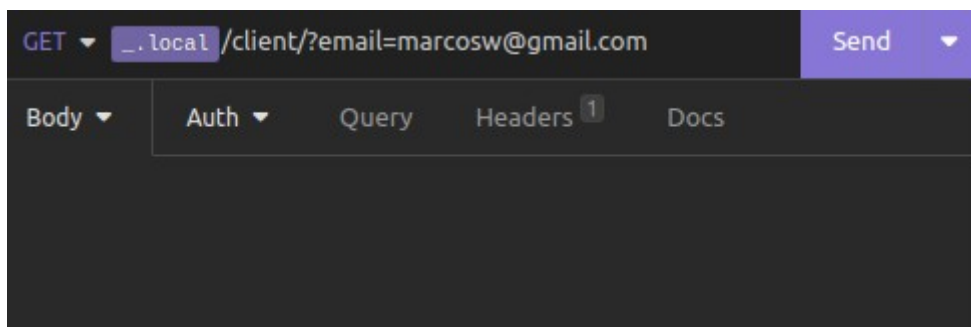 GET _.local /client/?email=marcosw@gmail.com Send
Body Auth Query Headers 1 Docs